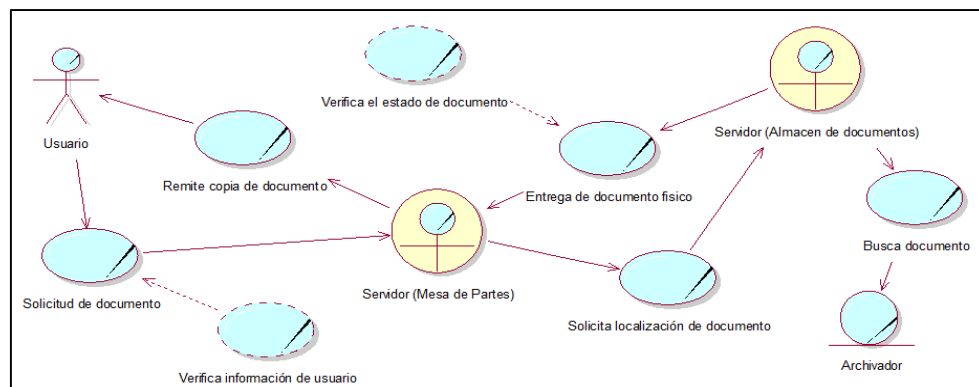 Verifica el estado de documento
Usuario
Servidor (Almacen de documentos)
Remite copia de documento
Entrega de documento fisico
Busca documento
Solicitud de documento
Servidor (Mesa de Partes)
Solicita localización de documento
Archivador
Verifica información de usuario